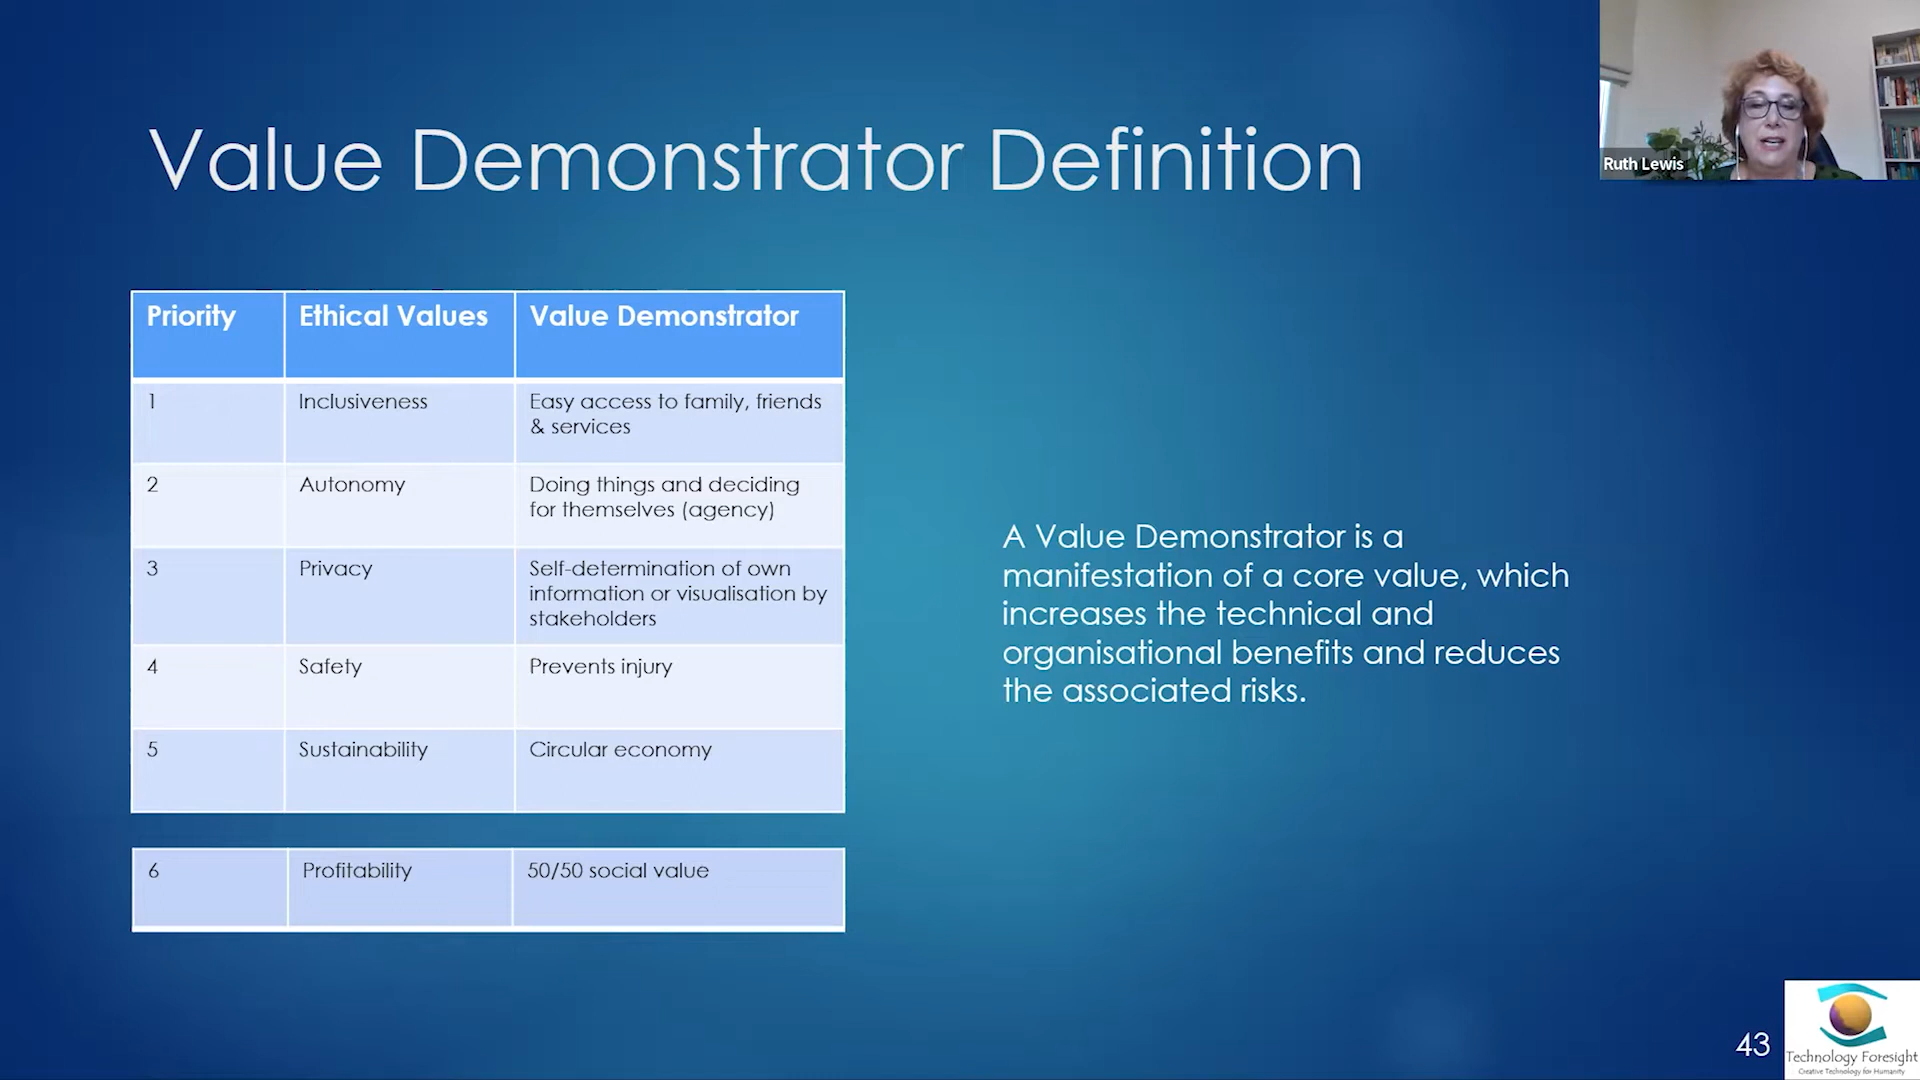 Value Demonstrator Definition
Ruth Lewis
Priority
Ethical Values
Value Demonstrator
1
Inclusiveness
Easy access to family, friends
& services
2
Autonomy
Doing things and deciding
for themselves (agency)
3
Privacy
Self-determination of own
information or visualisation by
stakeholders
4
Safety
Prevents injury
5
Sustainability
Circular economy
6
Profitability
50/50 social value
A Value Demonstrator is a
manifestation of a core value, which
increases the technical and
organisational benefits and reduces
the associated risks.
43
Technology Foresight
Creative Technology for Humanity